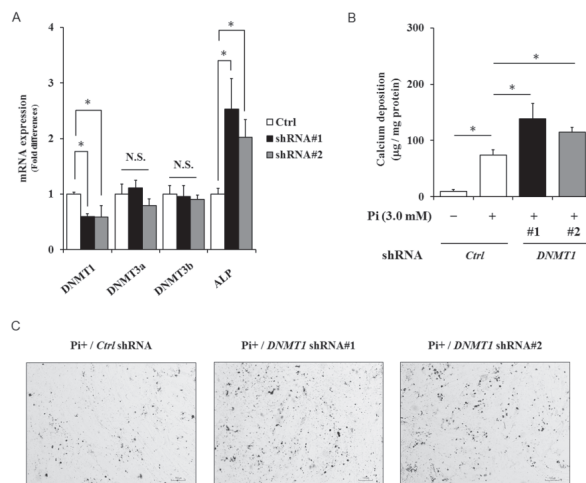 A
mRNA expression
(Fold differences)
4
3
2
1
0
*
*
N.S.
N.S.
*
*
Ctrl
shRNA#1
shRNA#2
DNMT1
DNMT3a
DNMT3b
ALP
B
Calcium deposition
(μg / mg protein)
200
150
100
50
0
*
*
*
Pi (3.0 mM) − + + +
#1 #2
shRNA Ctrl DNMT1
C
Pi+ / Ctrl shRNA
Pi+ / DNMT1 shRNA#1
Pi+ / DNMT1 shRNA#2